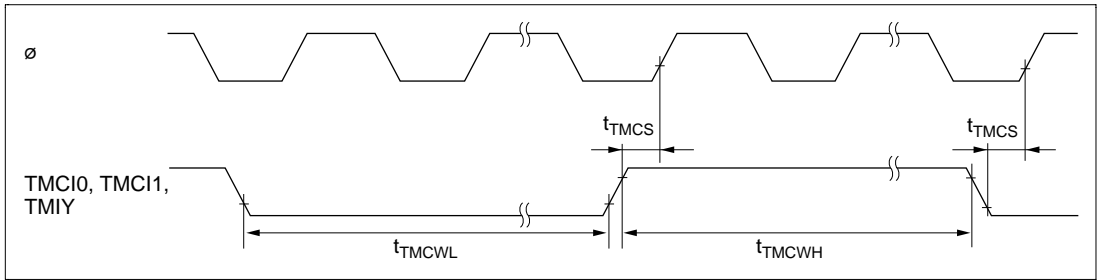 ø
tTMCS
tTMCS
TMCI0, TMCI1,
TMIY
tTMCWL
tTMCWH